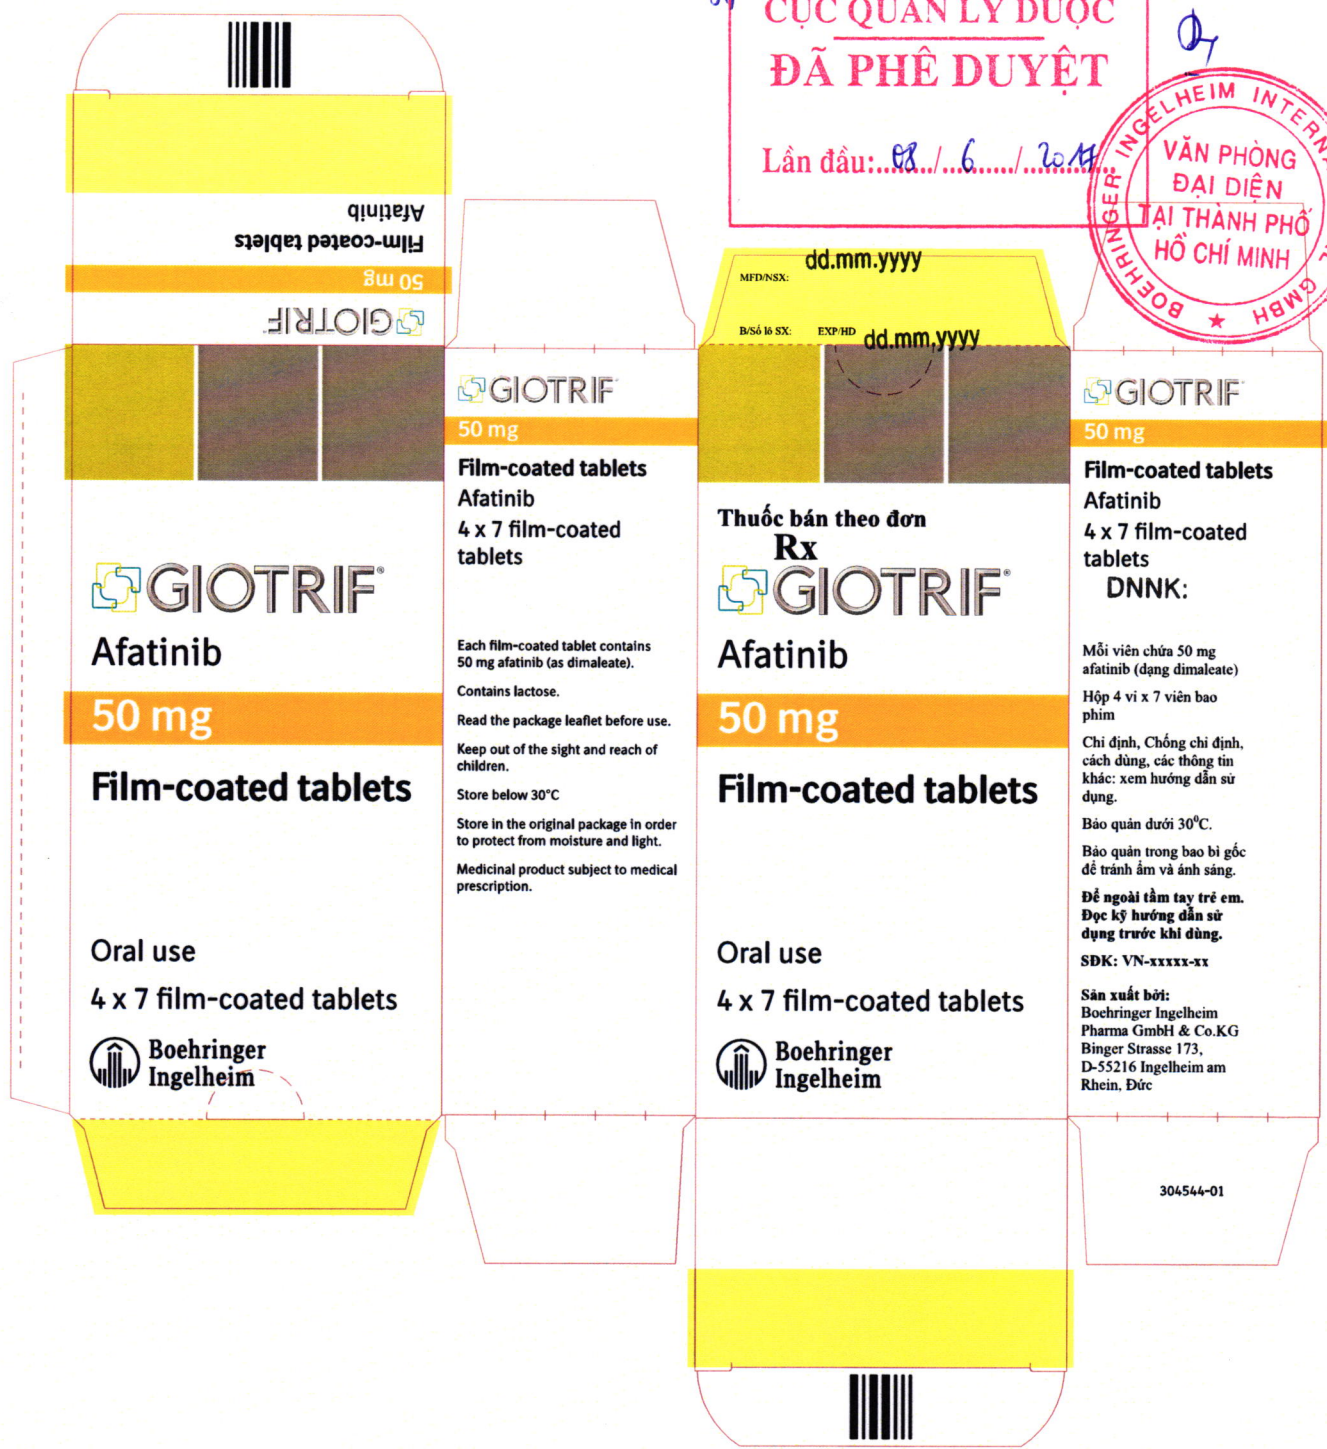 CỤC QUẢN LÝ DƯỢC
ĐÃ PHÊ DUYỆT
Lần đầu: 08 / 6 / 2017
BOEHRINGER INGELHEIM INTERNA
GMBH
VĂN PHÒNG
ĐẠI DIỆN
TẠI THÀNH PHỐ
HỒ CHÍ MINH
Afatinib
Film-coated tablets
50 mg
GIOTRIF®
GIOTRIF®
Afatinib
50 mg
Film-coated tablets
Oral use
4 x 7 film-coated tablets
Boehringer
Ingelheim
GIOTRIF®
50 mg
Film-coated tablets
Afatinib
4 x 7 film-coated
tablets
Each film-coated tablet contains
50 mg afatinib (as dimaleate).
Contains lactose.
Read the package leaflet before use.
Keep out of the sight and reach of
children.
Store below 30°C
Store in the original package in order
to protect from moisture and light.
Medicinal product subject to medical
prescription.
MFD/NSX: dd.mm.yyyy
B/Số lô SX: EXP/HD dd.mm.yyyy
Thuốc bán theo đơn
Rx
GIOTRIF®
Afatinib
50 mg
Film-coated tablets
Oral use
4 x 7 film-coated tablets
Boehringer
Ingelheim
GIOTRIF®
50 mg
Film-coated tablets
Afatinib
4 x 7 film-coated
tablets
DNNK:
Mỗi viên chứa 50 mg
afatinib (dạng dimaleate)
Hộp 4 vỉ x 7 viên bao
phim
Chỉ định, Chống chỉ định,
cách dùng, các thông tin
khác: xem hướng dẫn sử
dụng.
Bảo quản dưới 30⁰C.
Bảo quản trong bao bì gốc
để tránh ẩm và ánh sáng.
Để ngoài tầm tay trẻ em.
Đọc kỹ hướng dẫn sử
dụng trước khi dùng.
SĐK: VN-xxxxx-xx
Sản xuất bởi:
Boehringer Ingelheim
Pharma GmbH & Co.KG
Binger Strasse 173,
D-55216 Ingelheim am
Rhein, Đức
304544-01